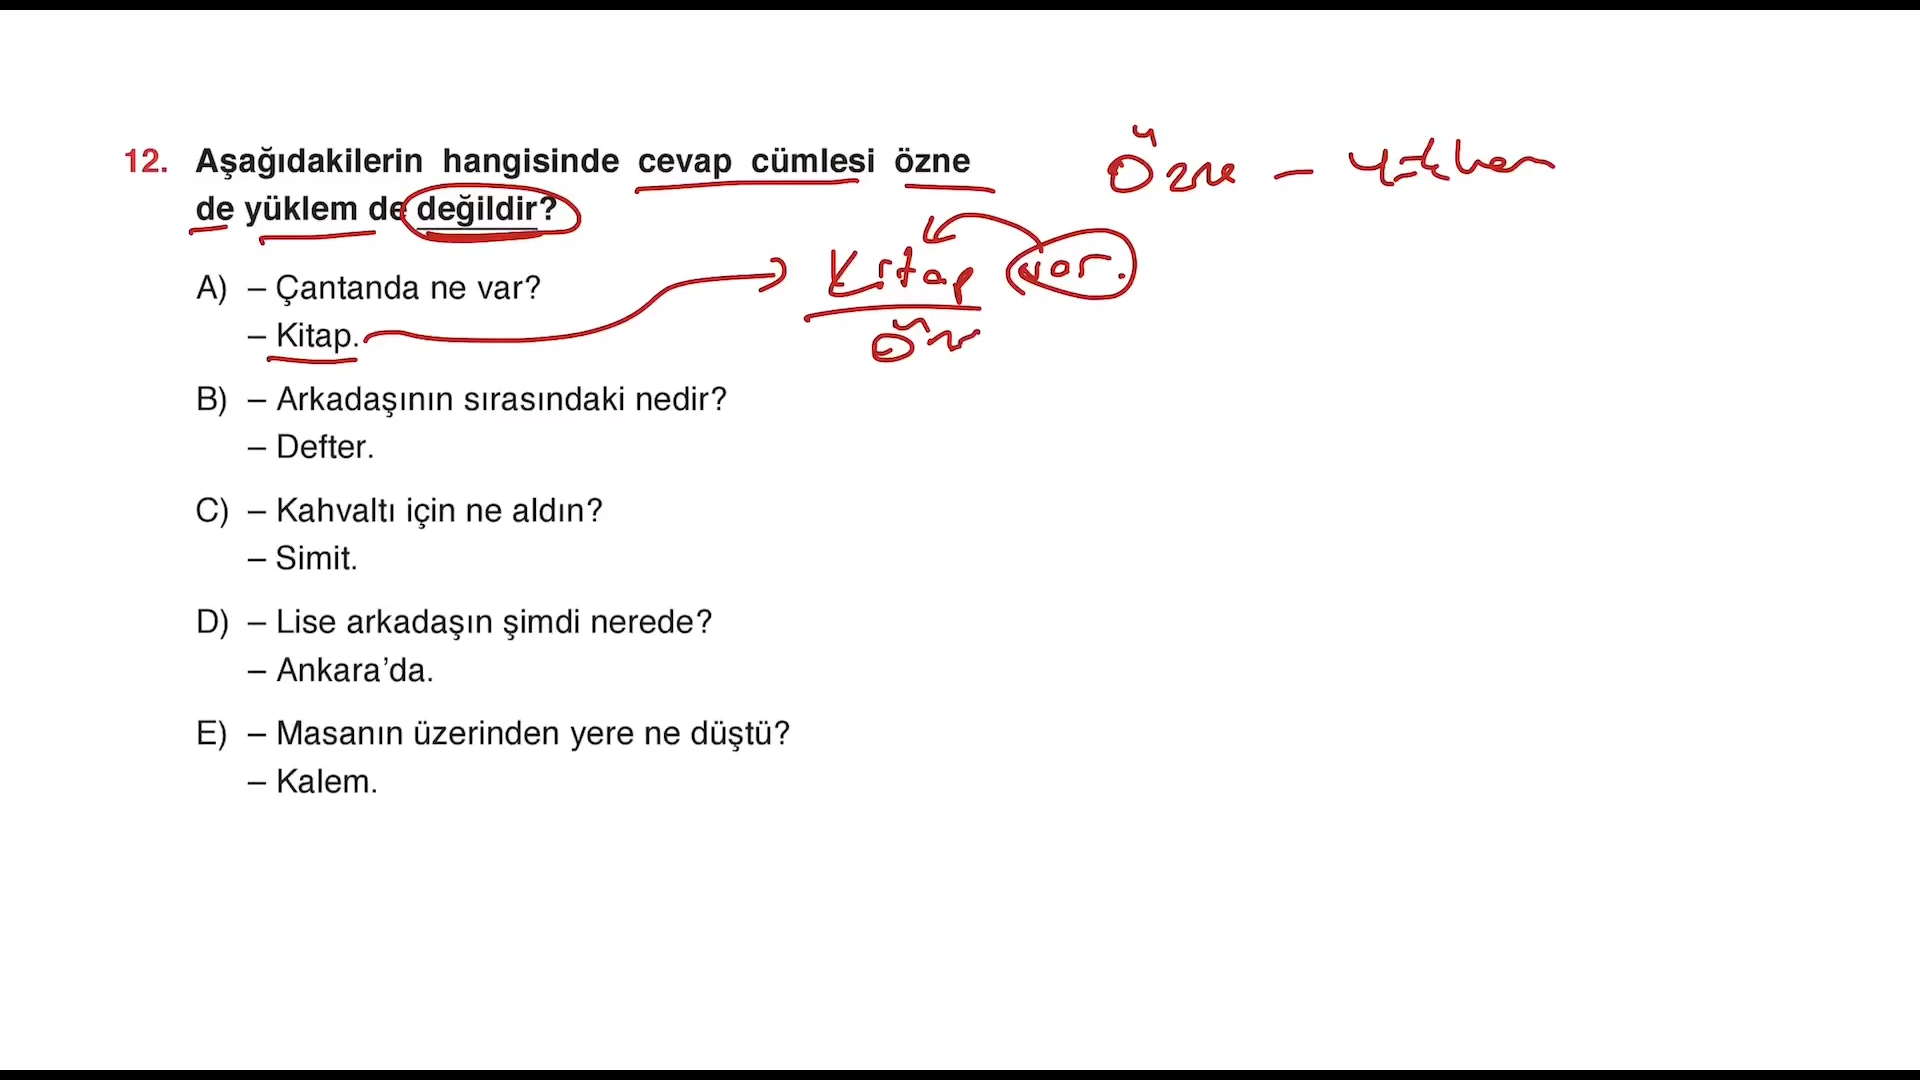 12. Aşağıdakilerin hangisinde cevap cümlesi özne
de yüklem de değildir?
Özne – yüklem
A) – Çantanda ne var?
– Kitap.
Kitap var.
öz
B) – Arkadaşının sırasındaki nedir?
– Defter.
C) – Kahvaltı için ne aldın?
– Simit.
D) – Lise arkadaşın şimdi nerede?
– Ankara’da.
E) – Masanın üzerinden yere ne düştü?
– Kalem.